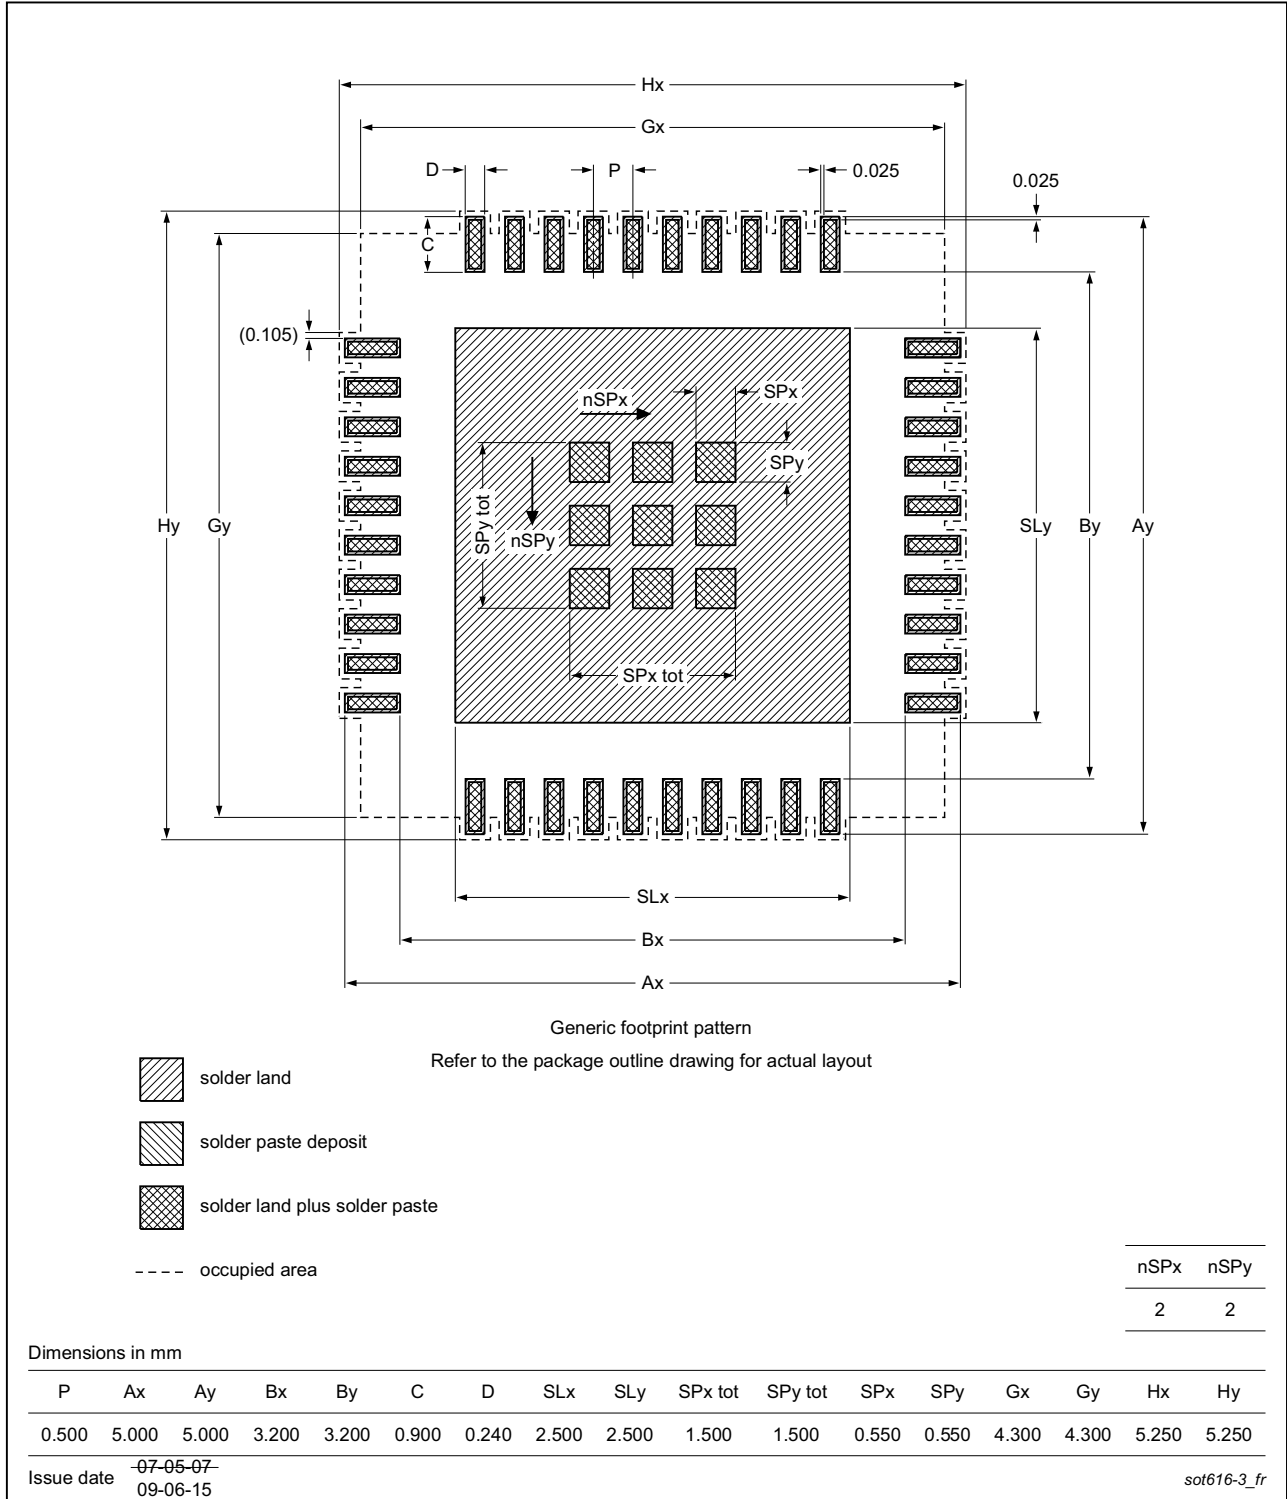 Hx
Gx
D
P
0.025
0.025
C
(0.105)
nSPx
SPx
SPy
SPy tot
nSPy
Hy
Gy
SLy
By
Ay
SPx tot
SLx
Bx
Ax
Generic footprint pattern
Refer to the package outline drawing for actual layout
solder land
solder paste deposit
solder land plus solder paste
occupied area
nSPx nSPy
2 2
Dimensions in mm
P Ax Ay Bx By C D SLx SLy SPx tot SPy tot SPx SPy Gx Gy Hx Hy
0.500 5.000 5.000 3.200 3.200 0.900 0.240 2.500 2.500 1.500 1.500 0.550 0.550 4.300 4.300 5.250 5.250
Issue date 07-05-07
09-06-15
sot616-3_fr